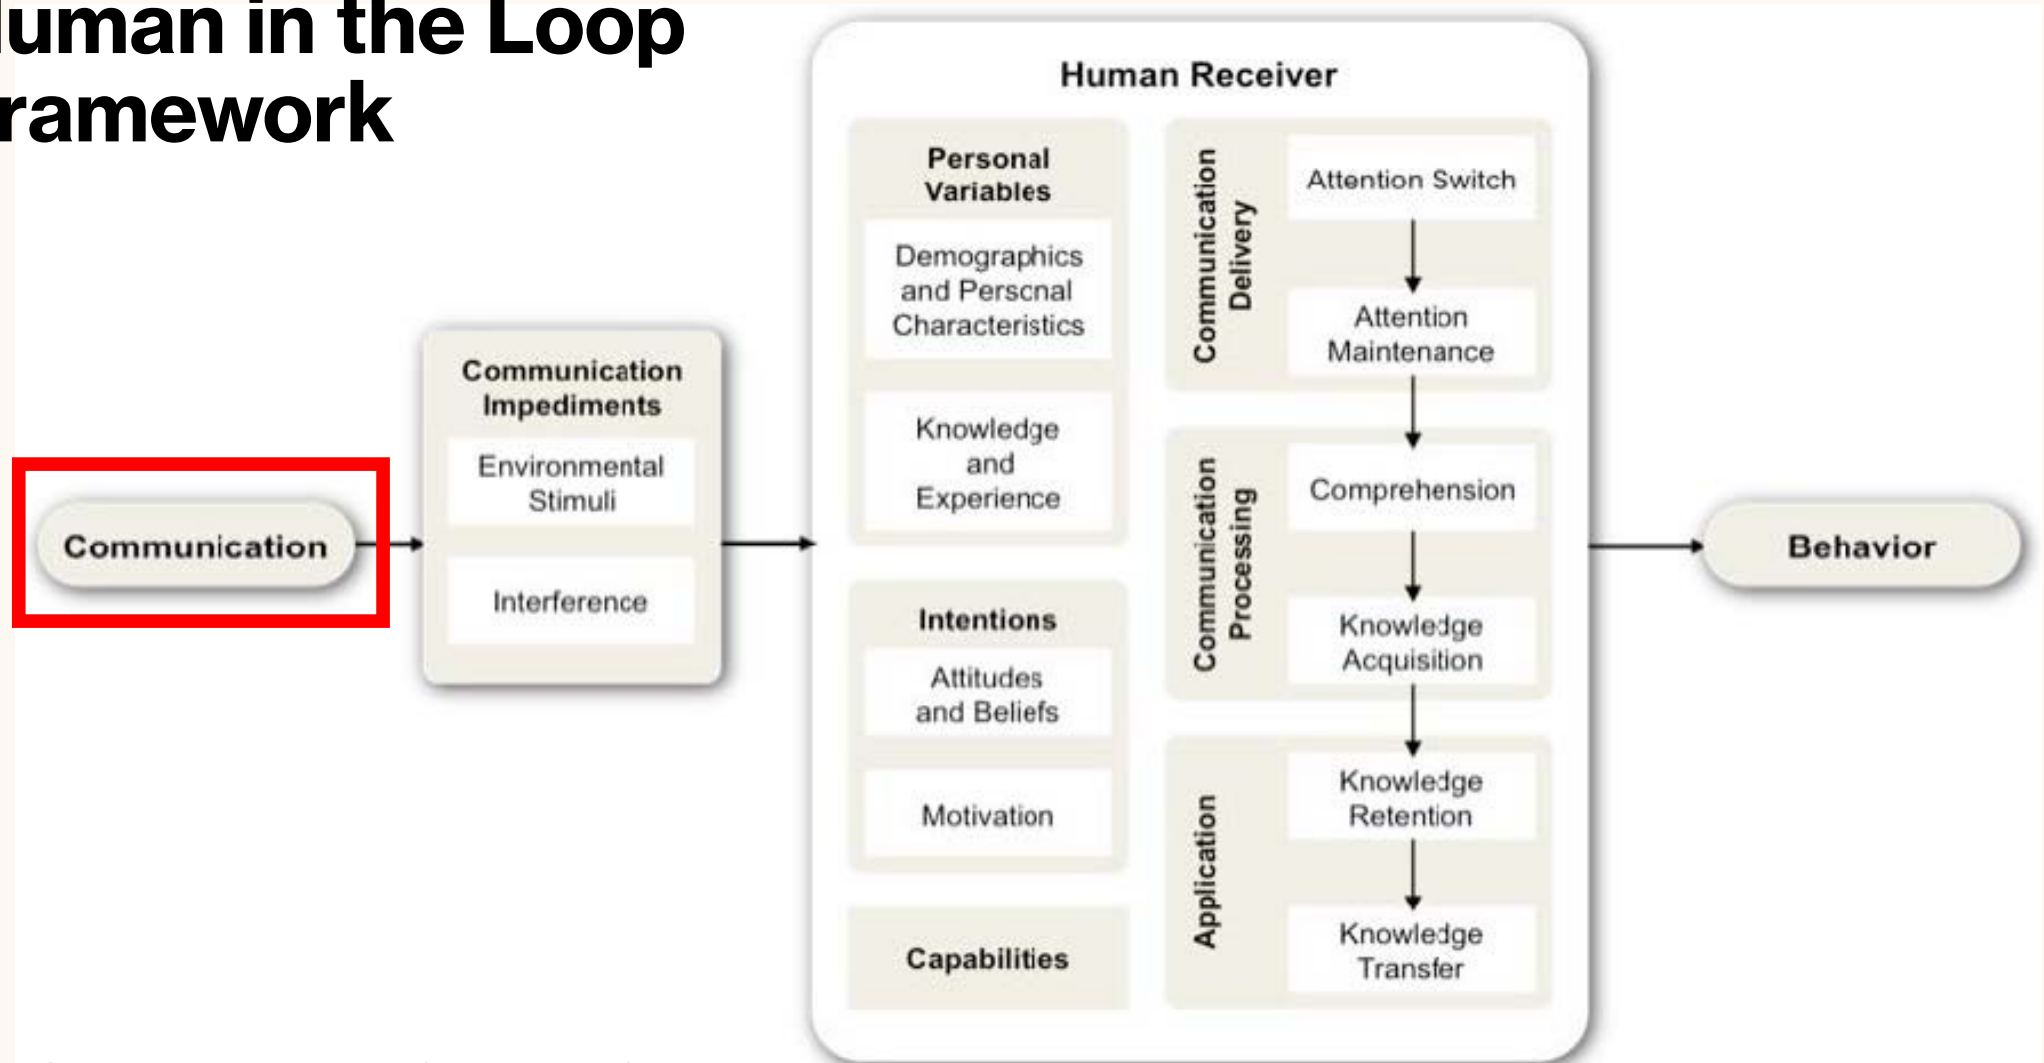 uman in the Loop
ramework
Human Receiver
Personal
Variables
Demographics
and Perscnal
Characteristics
Knowledge
and
Experience
Intentions
Attitudes
and Beliefs
Motivation
Capabilities
Communication
Delivery
Attention Switch
Attention
Maintenance
Communication
Processing
Comprehension
Knowledge
Acquisition
Application
Knowledge
Retention
Knowledge
Transfer
Communication
Impediments
Environmental
Stimuli
Interference
Communication
Behavior